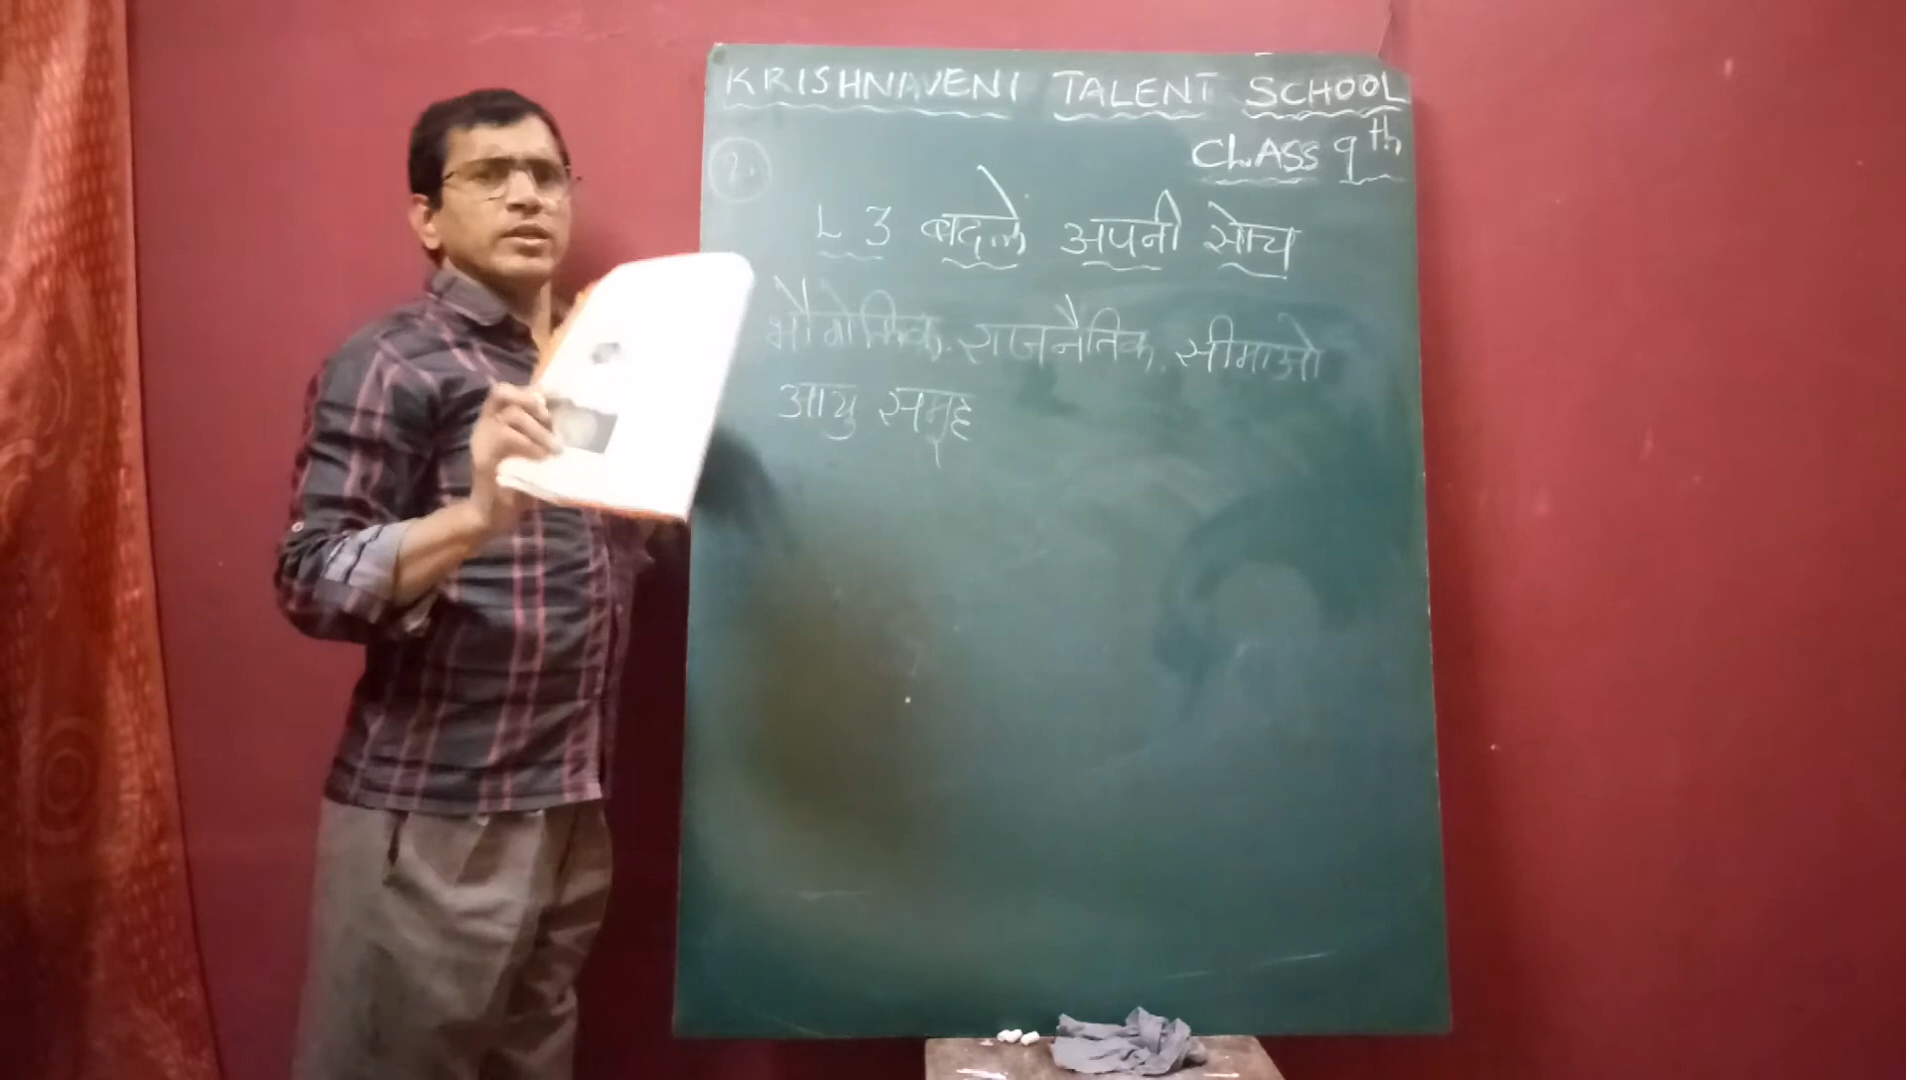 KRISHNAVENI TALENT SCHOOL
CLASS 9th
L 3 बदलें अपनी सोच
भौगोलिक. राजनैतिक. सीमाओ
आयु समूह